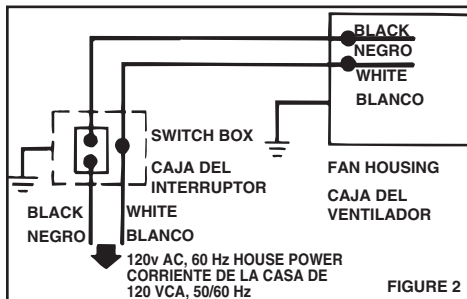 BLACK
NEGRO
WHITE
BLANCO
SWITCH BOX
CAJA DEL
INTERRUPTOR
FAN HOUSING
CAJA DEL
VENTILADOR
BLACK WHITE
NEGRO BLANCO
120v AC, 60 Hz HOUSE POWER
CORRIENTE DE LA CASA DE
120 VCA, 50/60 Hz
FIGURE 2